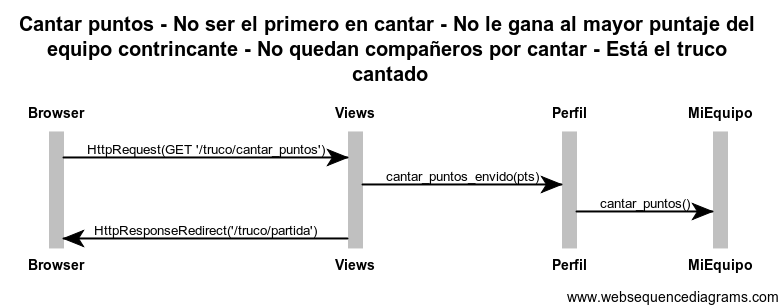 Cantar puntos - No ser el primero en cantar - No le gana al mayor puntaje del
equipo contrincante - No quedan compañeros por cantar - Está el truco
cantado
Browser Views Perfil MiEquipo
HttpRequest(GET '/truco/cantar_puntos')
cantar_puntos_envido(pts)
cantar_puntos()
HttpResponseRedirect('/truco/partida')
Browser Views Perfil MiEquipo
www.websequencediagrams.com